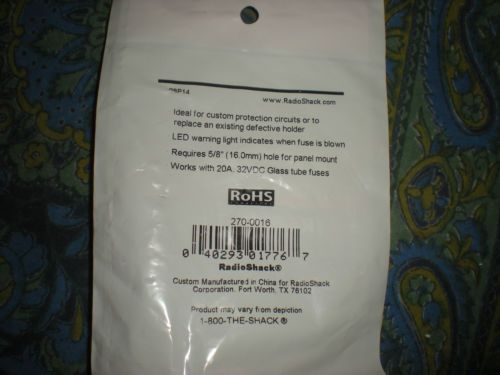 08P14
www.RadioShack.com
Ideal for custom protection circuits or to
replace an existing defective holder
LED warning light indicates when fuse is blown
Requires 5/8" (16.0mm) hole for panel mount
Works with 20A, 32VDC Glass tube fuses
RoHS
270-0016
0 40293 01776 7
RadioShack®
Custom Manufactured in China for RadioShack
Corporation, Fort Worth, TX 76102
Product may vary from depiction
1-800-THE-SHACK ®